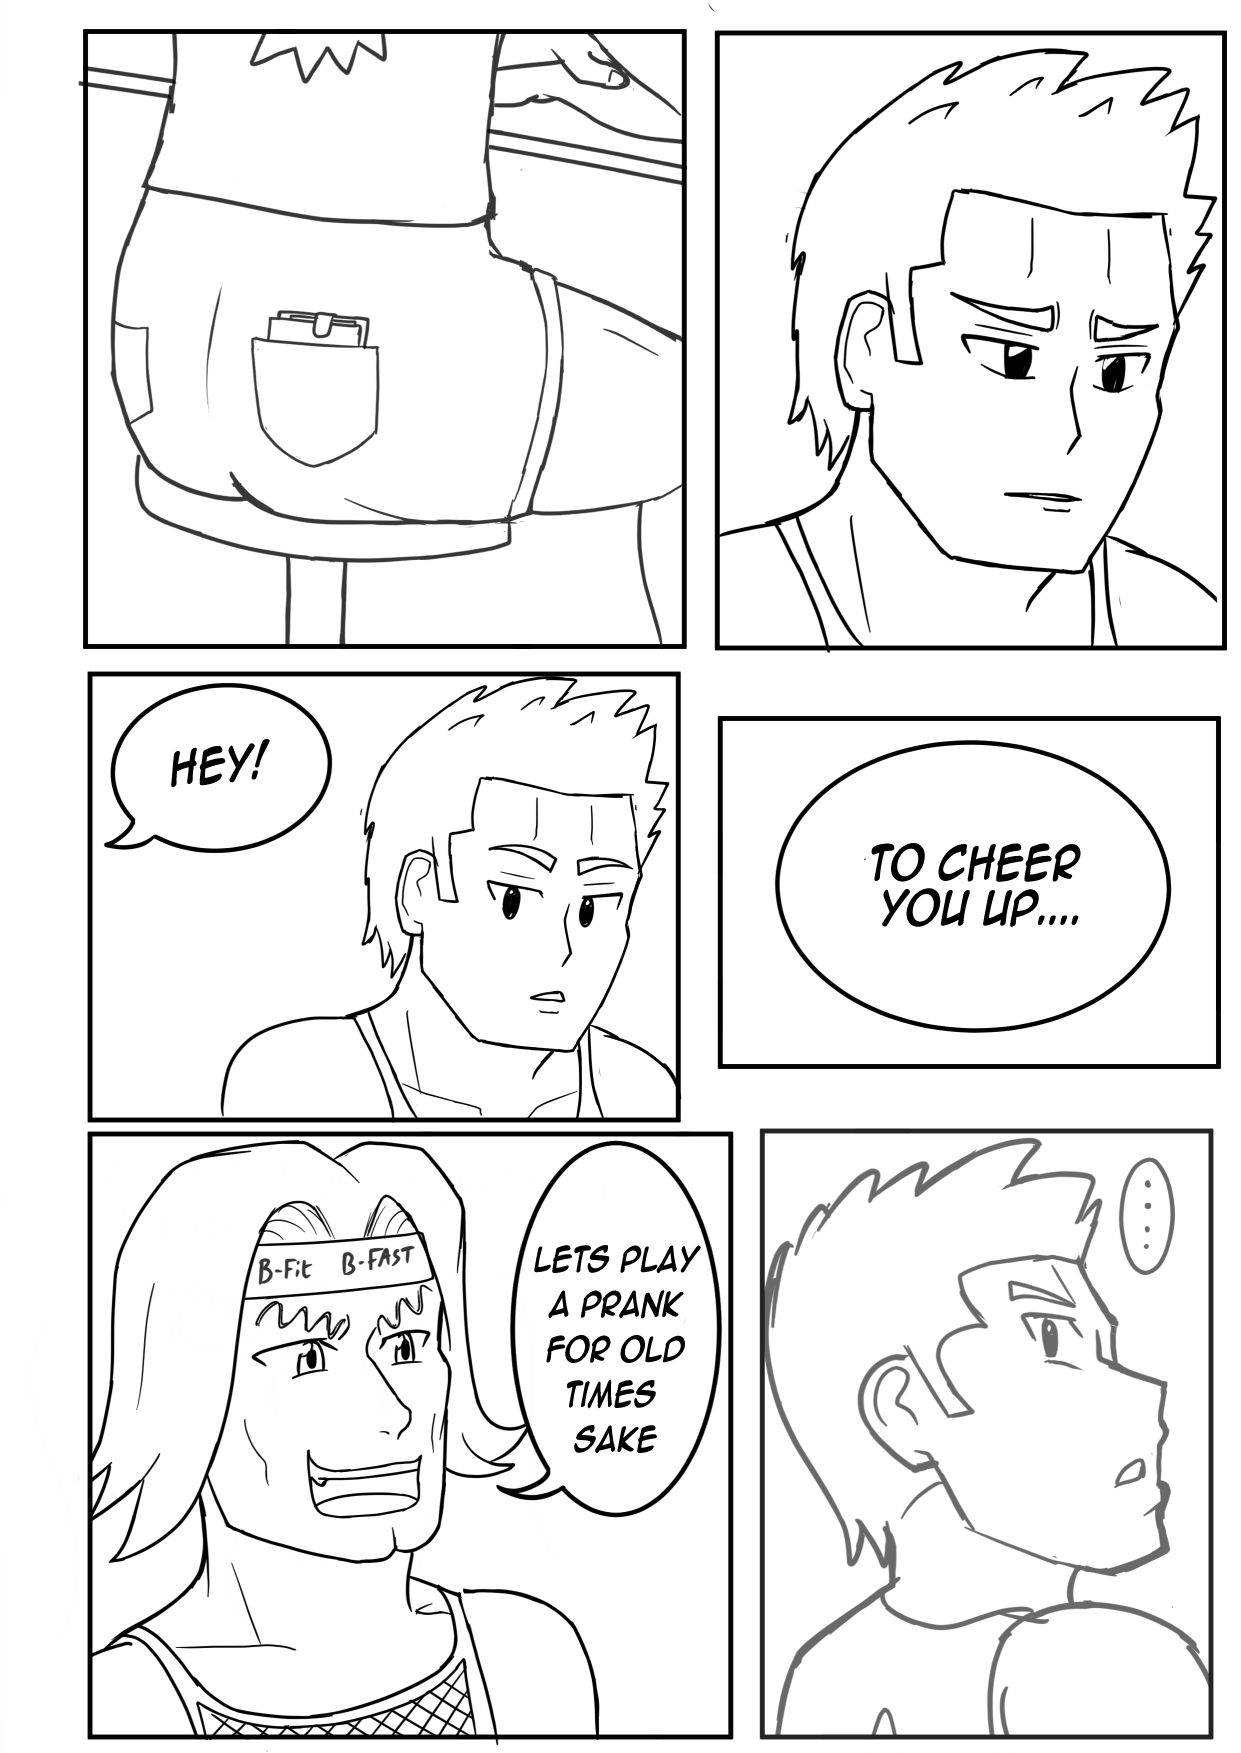 HEY!
TO CHEER
YOU UP....
B-Fit B-FAST
LETS PLAY
A PRANK
FOR OLD
TIMES
SAKE
....